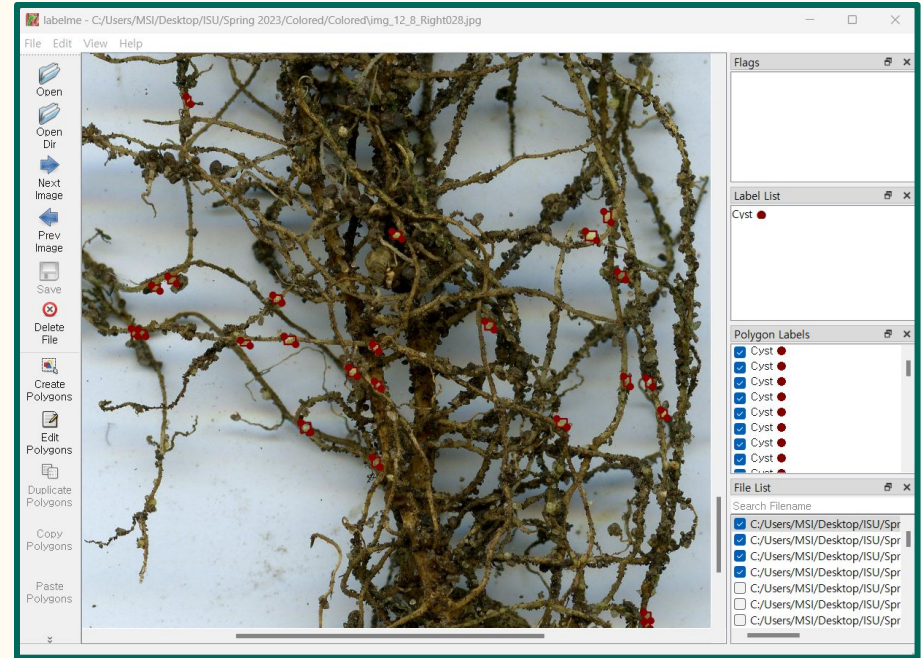 labelme - C:/Users/MSI/Desktop/ISU/Spring 2023/Colored/Colored\img_12_8_Right028.jpg
File Edit View Help
Open
Open
Dir
Next
Image
Prev
Image
Save
Delete
File
Create
Polygons
Edit
Polygons
Duplicate
Polygons
Copy
Polygons
Paste
Polygons
Flags
Label List
Cyst
Polygon Labels
Cyst
Cyst
Cyst
Cyst
Cyst
Cyst
Cyst
Cyst
Cyst
File List
Search Filename
C:/Users/MSI/Desktop/ISU/Spr
C:/Users/MSI/Desktop/ISU/Spr
C:/Users/MSI/Desktop/ISU/Spr
C:/Users/MSI/Desktop/ISU/Spr
C:/Users/MSI/Desktop/ISU/Spr
C:/Users/MSI/Desktop/ISU/Spr
C:/Users/MSI/Desktop/ISU/Spr